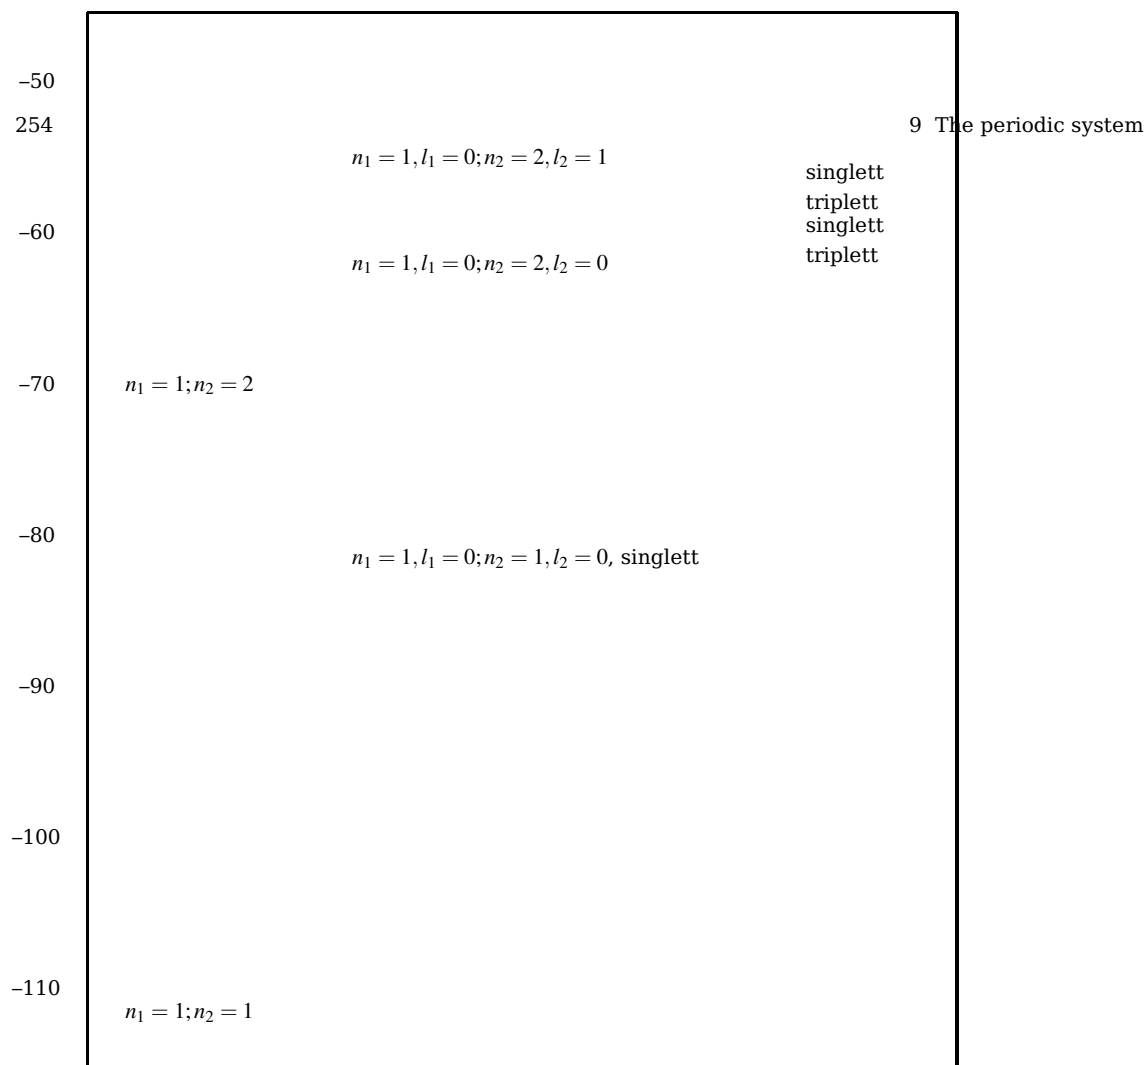 –50
254
9 The periodic system
n₁ = 1, l₁ = 0; n₂ = 2, l₂ = 1
singlett
triplett
singlett
–60
triplett
n₁ = 1, l₁ = 0; n₂ = 2, l₂ = 0
–70
n₁ = 1; n₂ = 2
–80
n₁ = 1, l₁ = 0; n₂ = 1, l₂ = 0, singlett
–90
–100
–110
n₁ = 1; n₂ = 1